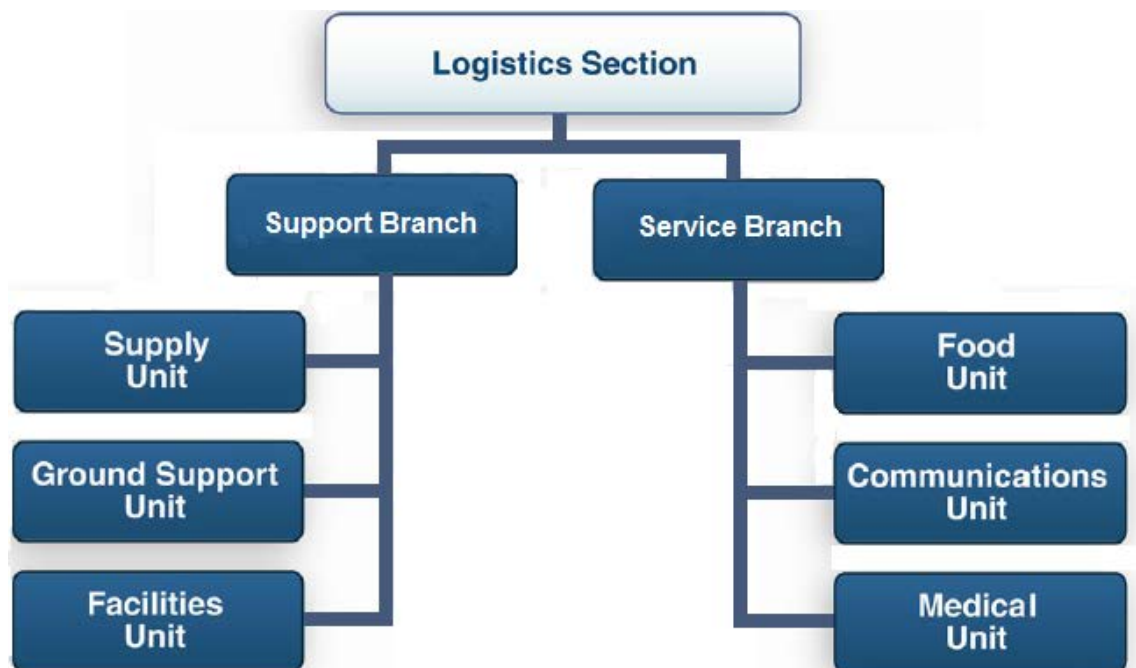 Logistics Section
Support Branch
Service Branch
Supply
Unit
Food
Unit
Ground Support
Unit
Communications
Unit
Facilities
Unit
Medical
Unit